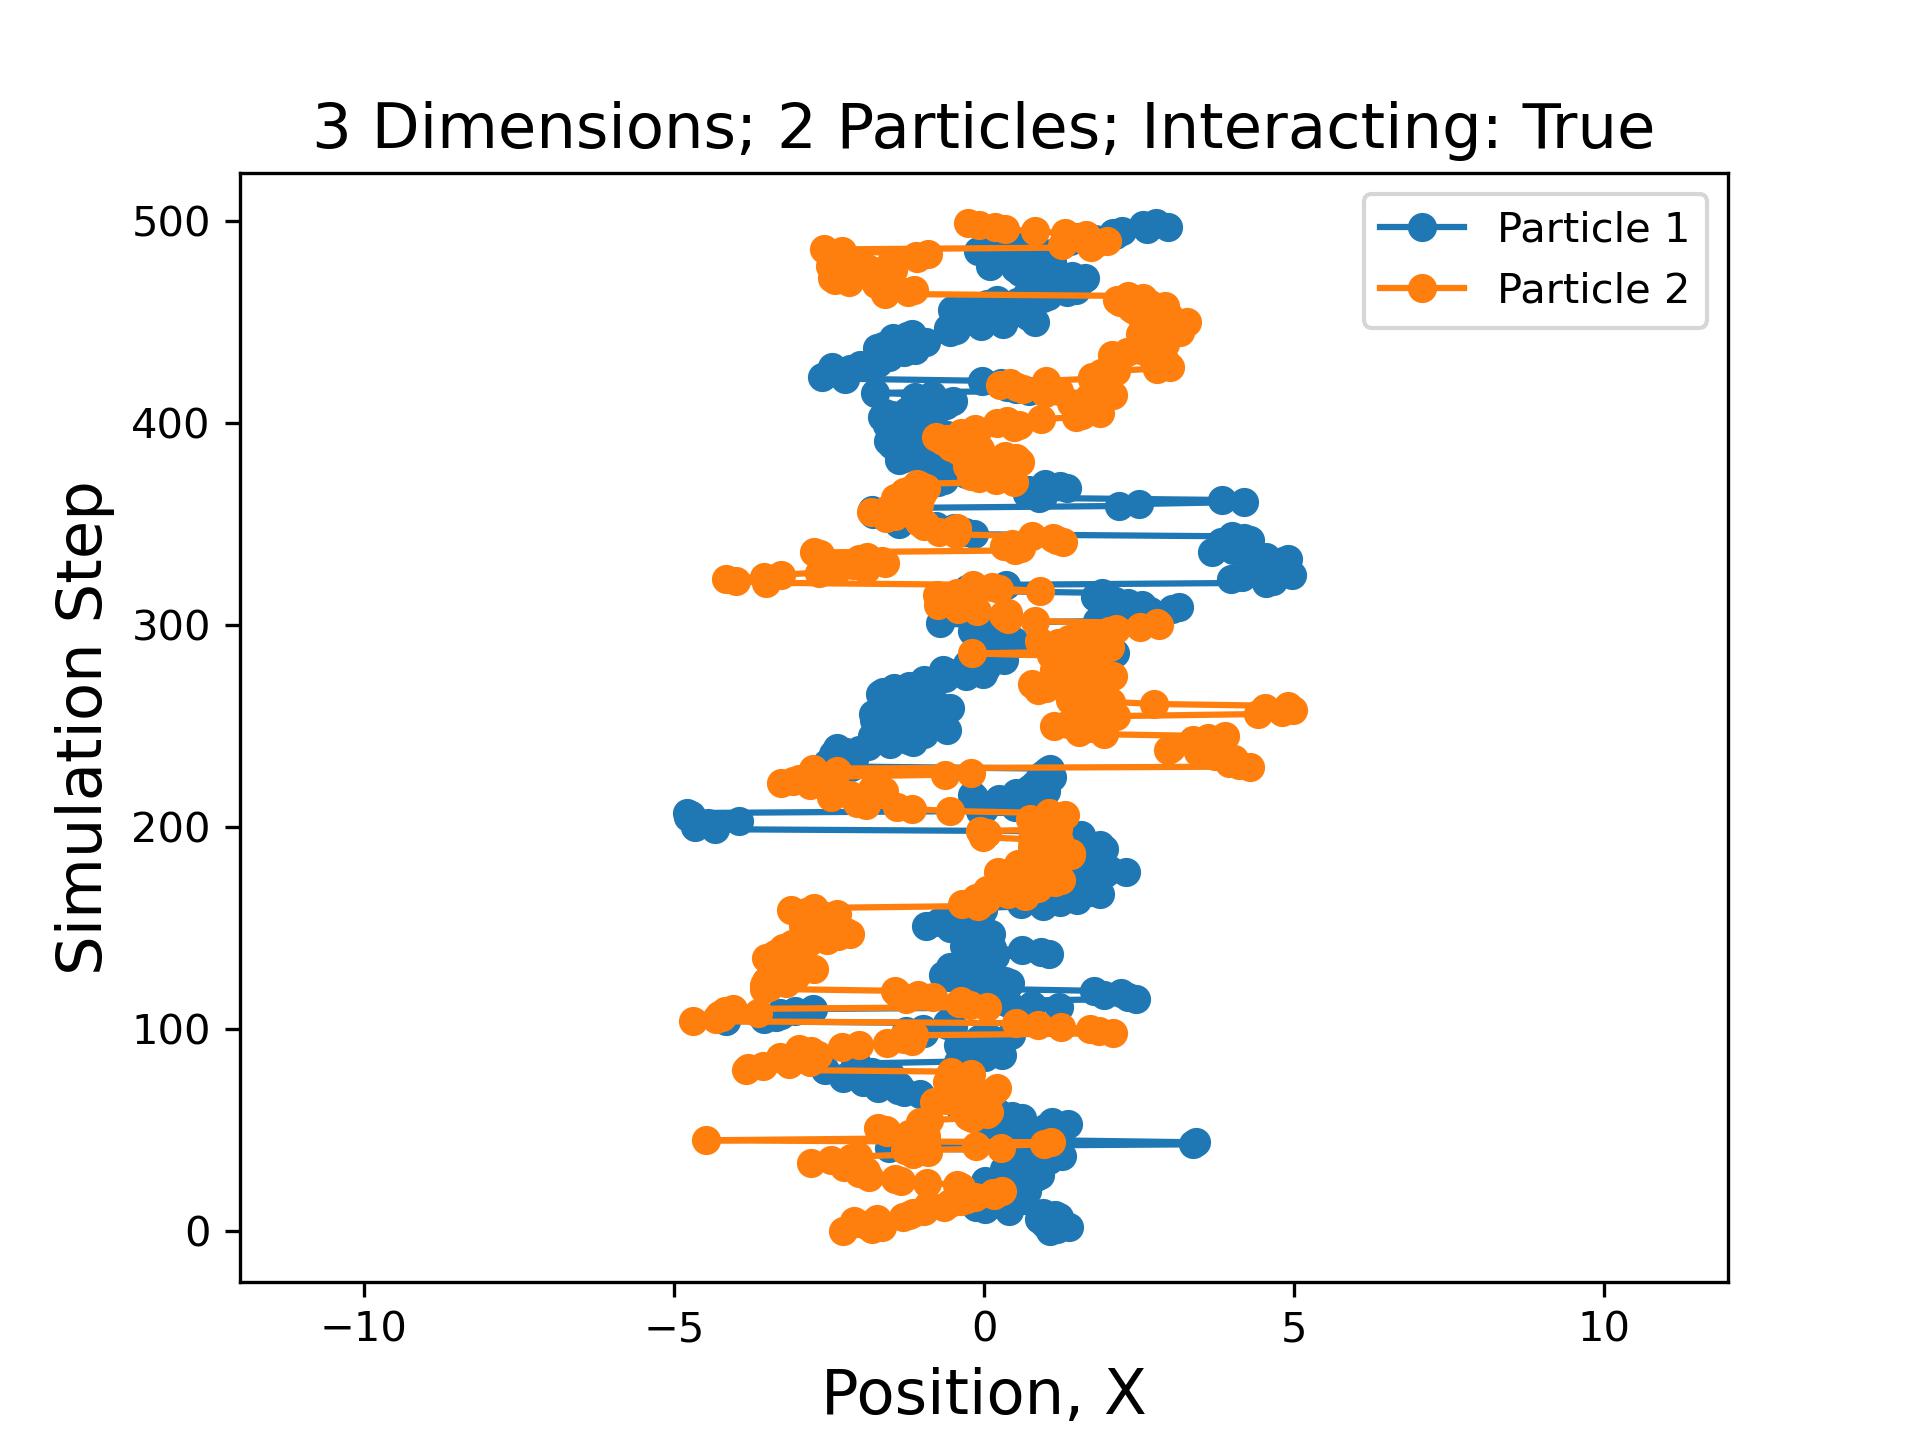 3 Dimensions; 2 Particles; Interacting: True
Particle 1
Particle 2
500
400
300
200
100
0
Simulation Step
−10 −5 0 5 10
Position, X